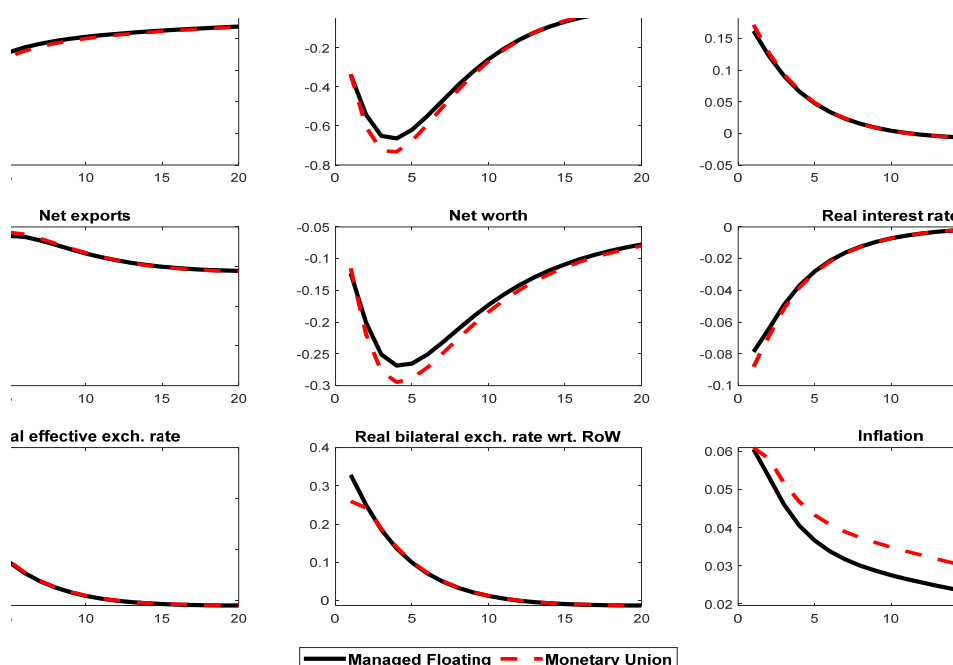 -0.2
-0.4
-0.6
-0.8
0.15
0.1
0.05
0
-0.05
10 15 20
0 5 10 15 20
0 5 10
Net exports
Net worth
Real interest rate
-0.05
-0.1
-0.15
-0.2
-0.25
-0.3
0
-0.02
-0.04
-0.06
-0.08
-0.1
10 15 20
0 5 10 15 20
0 5 10
al effective exch. rate
Real bilateral exch. rate wrt. RoW
Inflation
0.4
0.3
0.2
0.1
0
0.06
0.05
0.04
0.03
0.02
10 15 20
0 5 10 15 20
0 5 10
Managed Floating Monetary Union